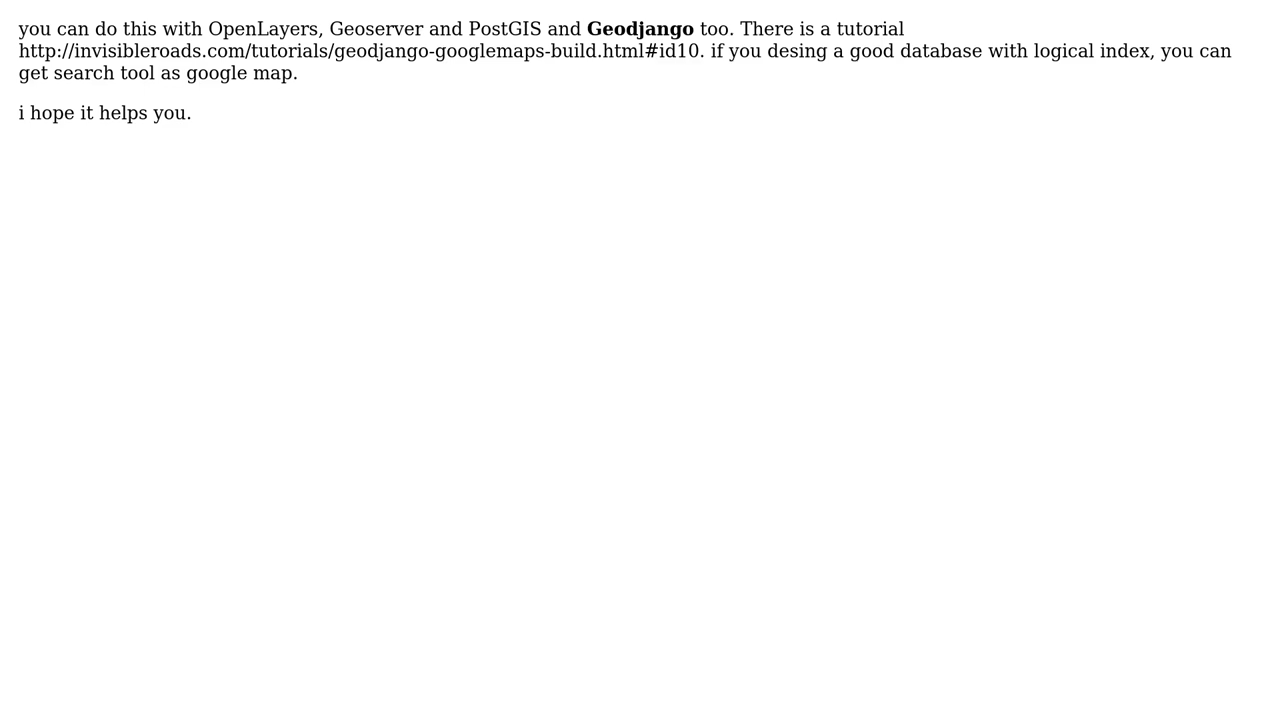 you can do this with OpenLayers, Geoserver and PostGIS and Geodjango too. There is a tutorial
http://invisibleroads.com/tutorials/geodjango-googlemaps-build.html#id10. if you desing a good database with logical index, you can
get search tool as google map.
i hope it helps you.